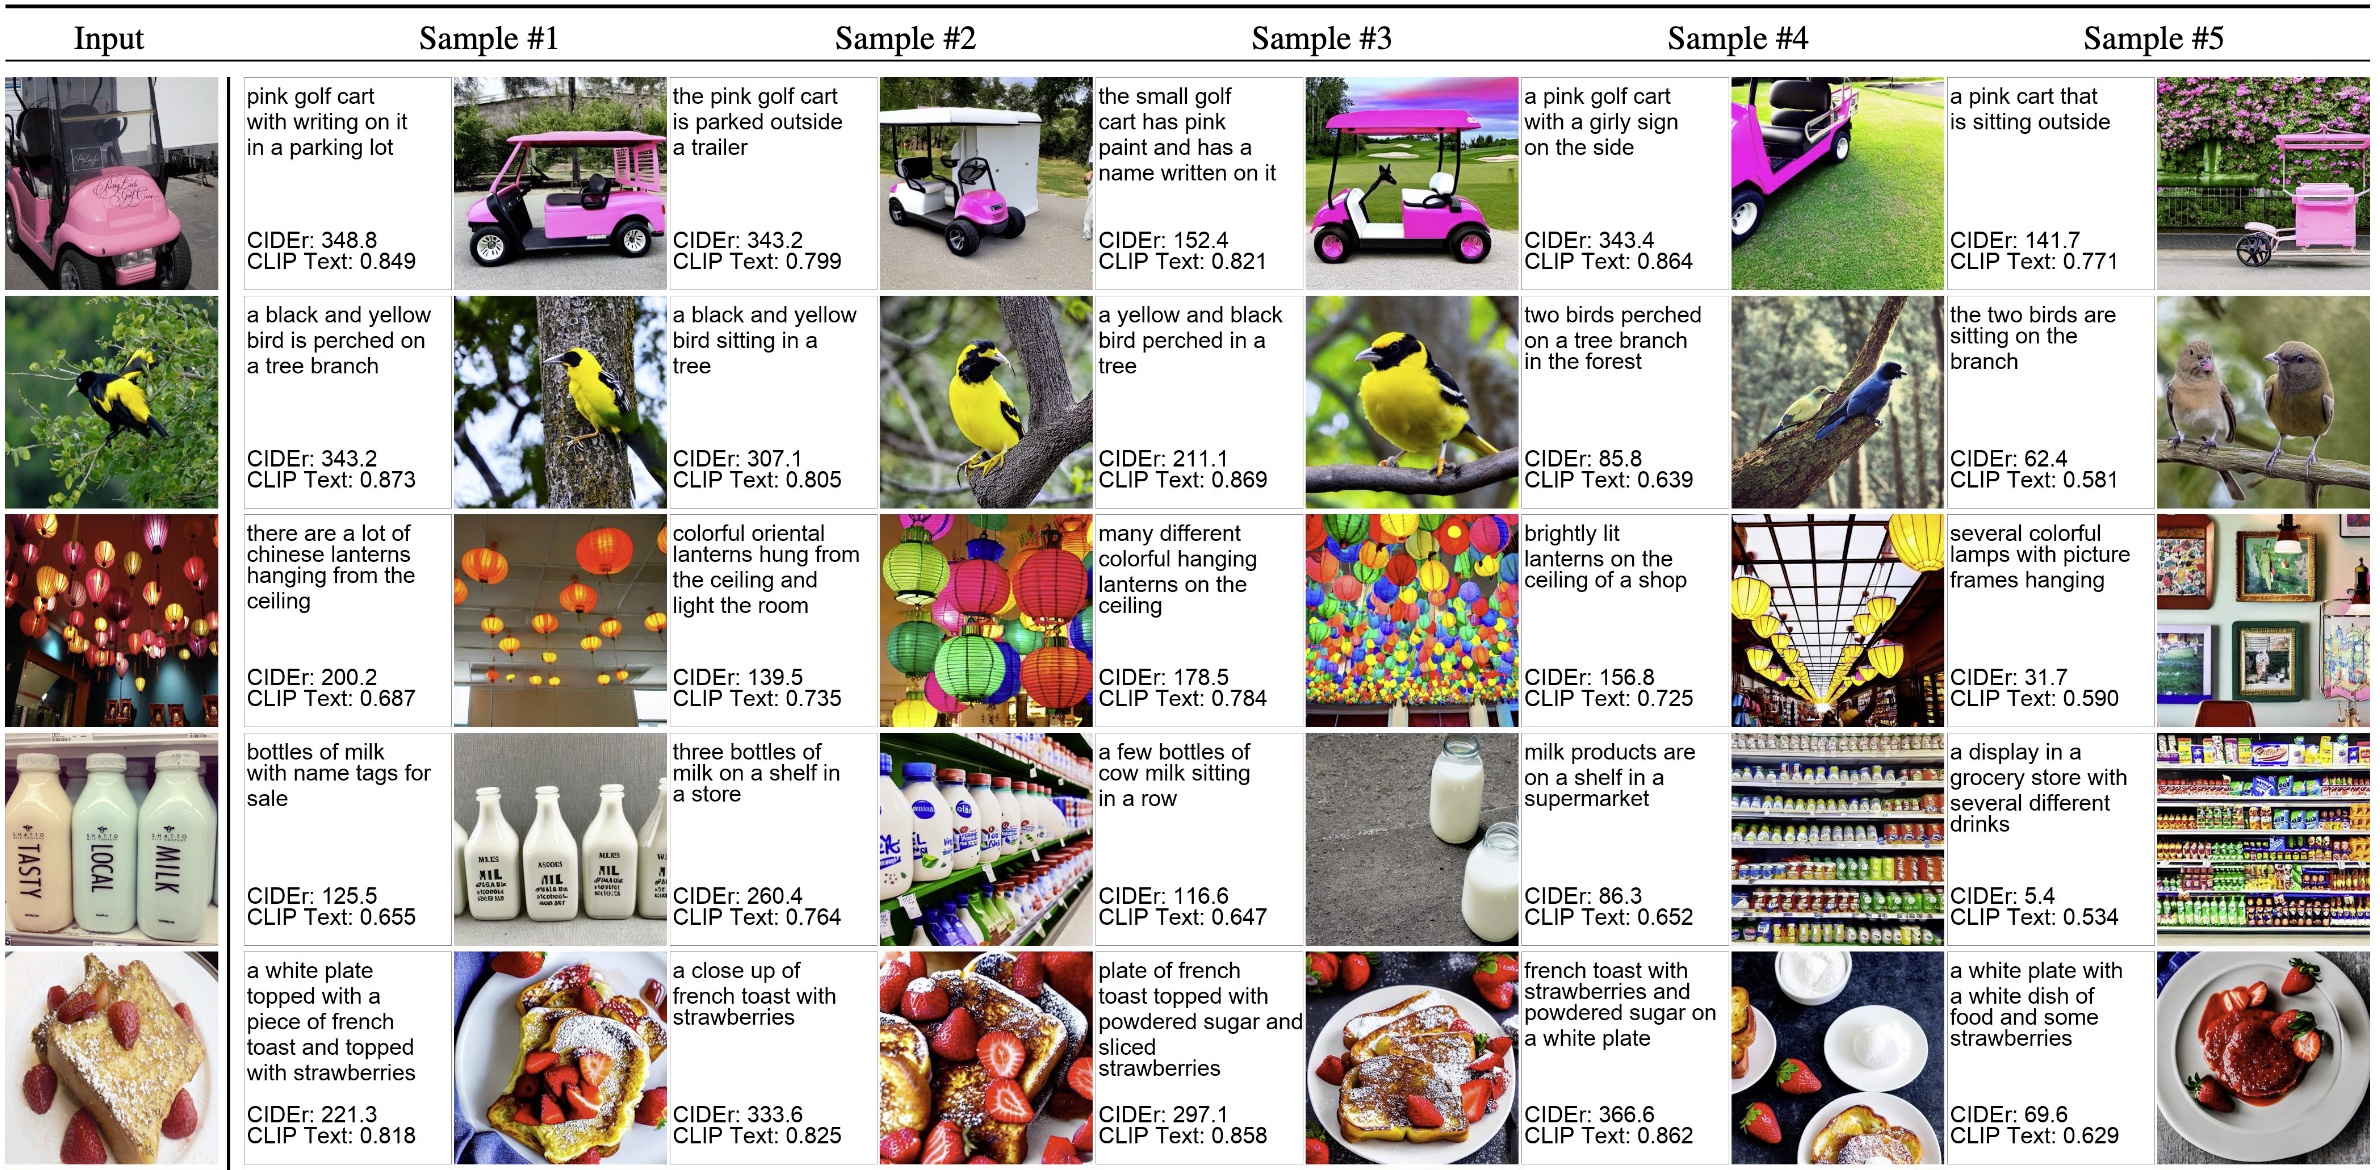 Input Sample #1 Sample #2 Sample #3 Sample #4 Sample #5
pink golf cart
with writing on it
in a parking lot
CIDEr: 348.8
CLIP Text: 0.849
the pink golf cart
is parked outside
a trailer
CIDEr: 343.2
CLIP Text: 0.799
the small golf
cart has pink
paint and has a
name written on it
CIDEr: 152.4
CLIP Text: 0.821
a pink golf cart
with a girly sign
on the side
CIDEr: 343.4
CLIP Text: 0.864
a pink cart that
is sitting outside
CIDEr: 141.7
CLIP Text: 0.771
a black and yellow
bird is perched on
a tree branch
CIDEr: 343.2
CLIP Text: 0.873
a black and yellow
bird sitting in a
tree
CIDEr: 307.1
CLIP Text: 0.805
a yellow and black
bird perched in a
tree
CIDEr: 211.1
CLIP Text: 0.869
two birds perched
on a tree branch
in the forest
CIDEr: 85.8
CLIP Text: 0.639
the two birds are
sitting on the
branch
CIDEr: 62.4
CLIP Text: 0.581
there are a lot of
chinese lanterns
hanging from the
ceiling
CIDEr: 200.2
CLIP Text: 0.687
colorful oriental
lanterns hung from
the ceiling and
light the room
CIDEr: 139.5
CLIP Text: 0.735
many different
colorful hanging
lanterns on the
ceiling
CIDEr: 178.5
CLIP Text: 0.784
brightly lit
lanterns on the
ceiling of a shop
CIDEr: 156.8
CLIP Text: 0.725
several colorful
lamps with picture
frames hanging
CIDEr: 31.7
CLIP Text: 0.590
SHATTO
TASTY
SHATTO
LOCAL
SHATTO
MILK
bottles of milk
with name tags for
sale
CIDEr: 125.5
CLIP Text: 0.655
three bottles of
milk on a shelf in
a store
CIDEr: 260.4
CLIP Text: 0.764
a few bottles of
cow milk sitting
in a row
CIDEr: 116.6
CLIP Text: 0.647
milk products are
on a shelf in a
supermarket
CIDEr: 86.3
CLIP Text: 0.652
a display in a
grocery store with
several different
drinks
CIDEr: 5.4
CLIP Text: 0.534
a white plate
topped with a
piece of french
toast and topped
with strawberries
CIDEr: 221.3
CLIP Text: 0.818
a close up of
french toast with
strawberries
CIDEr: 333.6
CLIP Text: 0.825
plate of french
toast topped with
powdered sugar and
sliced
strawberries
CIDEr: 297.1
CLIP Text: 0.858
french toast with
strawberries and
powdered sugar on
a white plate
CIDEr: 366.6
CLIP Text: 0.862
a white plate with
a white dish of
food and some
strawberries
CIDEr: 69.6
CLIP Text: 0.629